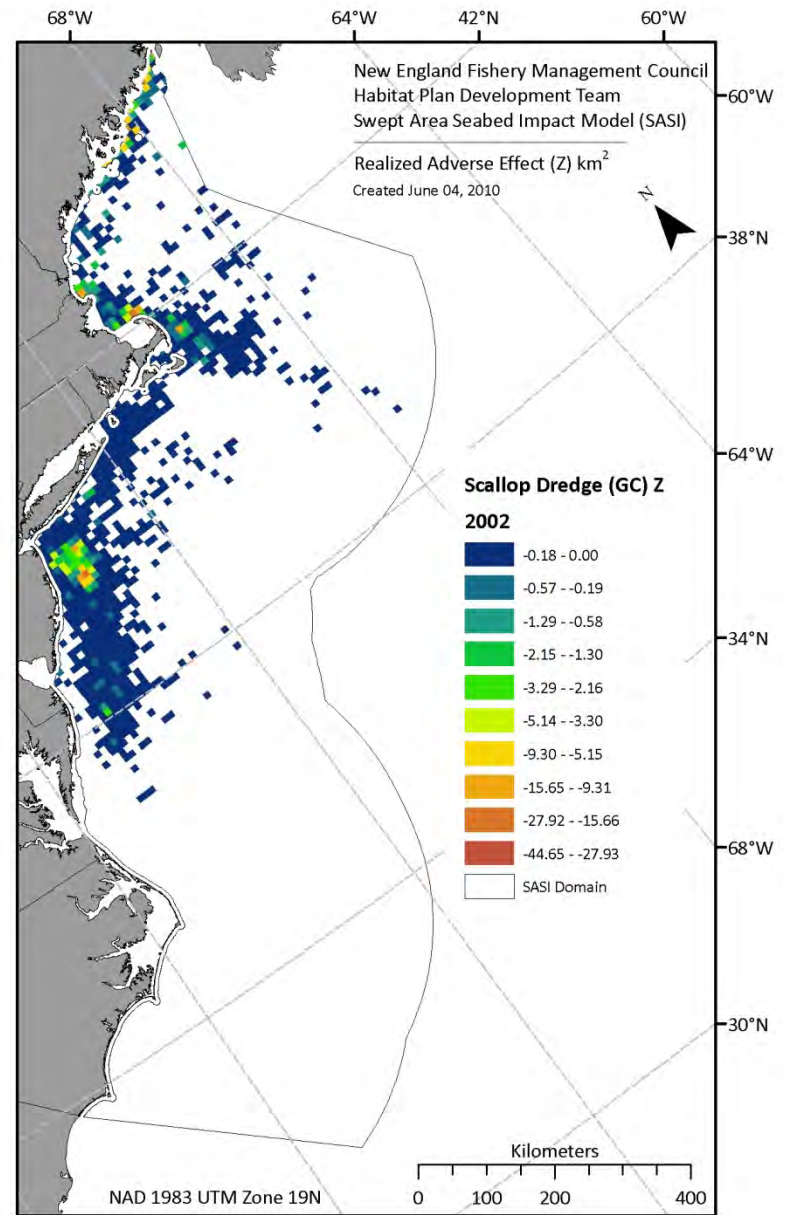 68°W
64°W
42°N
60°W
New England Fishery Management Council
Habitat Plan Development Team
Swept Area Seabed Impact Model (SASI)
Realized Adverse Effect (Z) km²
Created June 04, 2010
N
60°W
38°N
64°W
34°N
68°W
30°N
Scallop Dredge (GC) Z
2002
-0.18 - 0.00
-0.57 - -0.19
-1.29 - -0.58
-2.15 - -1.30
-3.29 - -2.16
-5.14 - -3.30
-9.30 - -5.15
-15.65 - -9.31
-27.92 - -15.66
-44.65 - -27.93
SASI Domain
Kilometers
0 100 200 400
NAD 1983 UTM Zone 19N